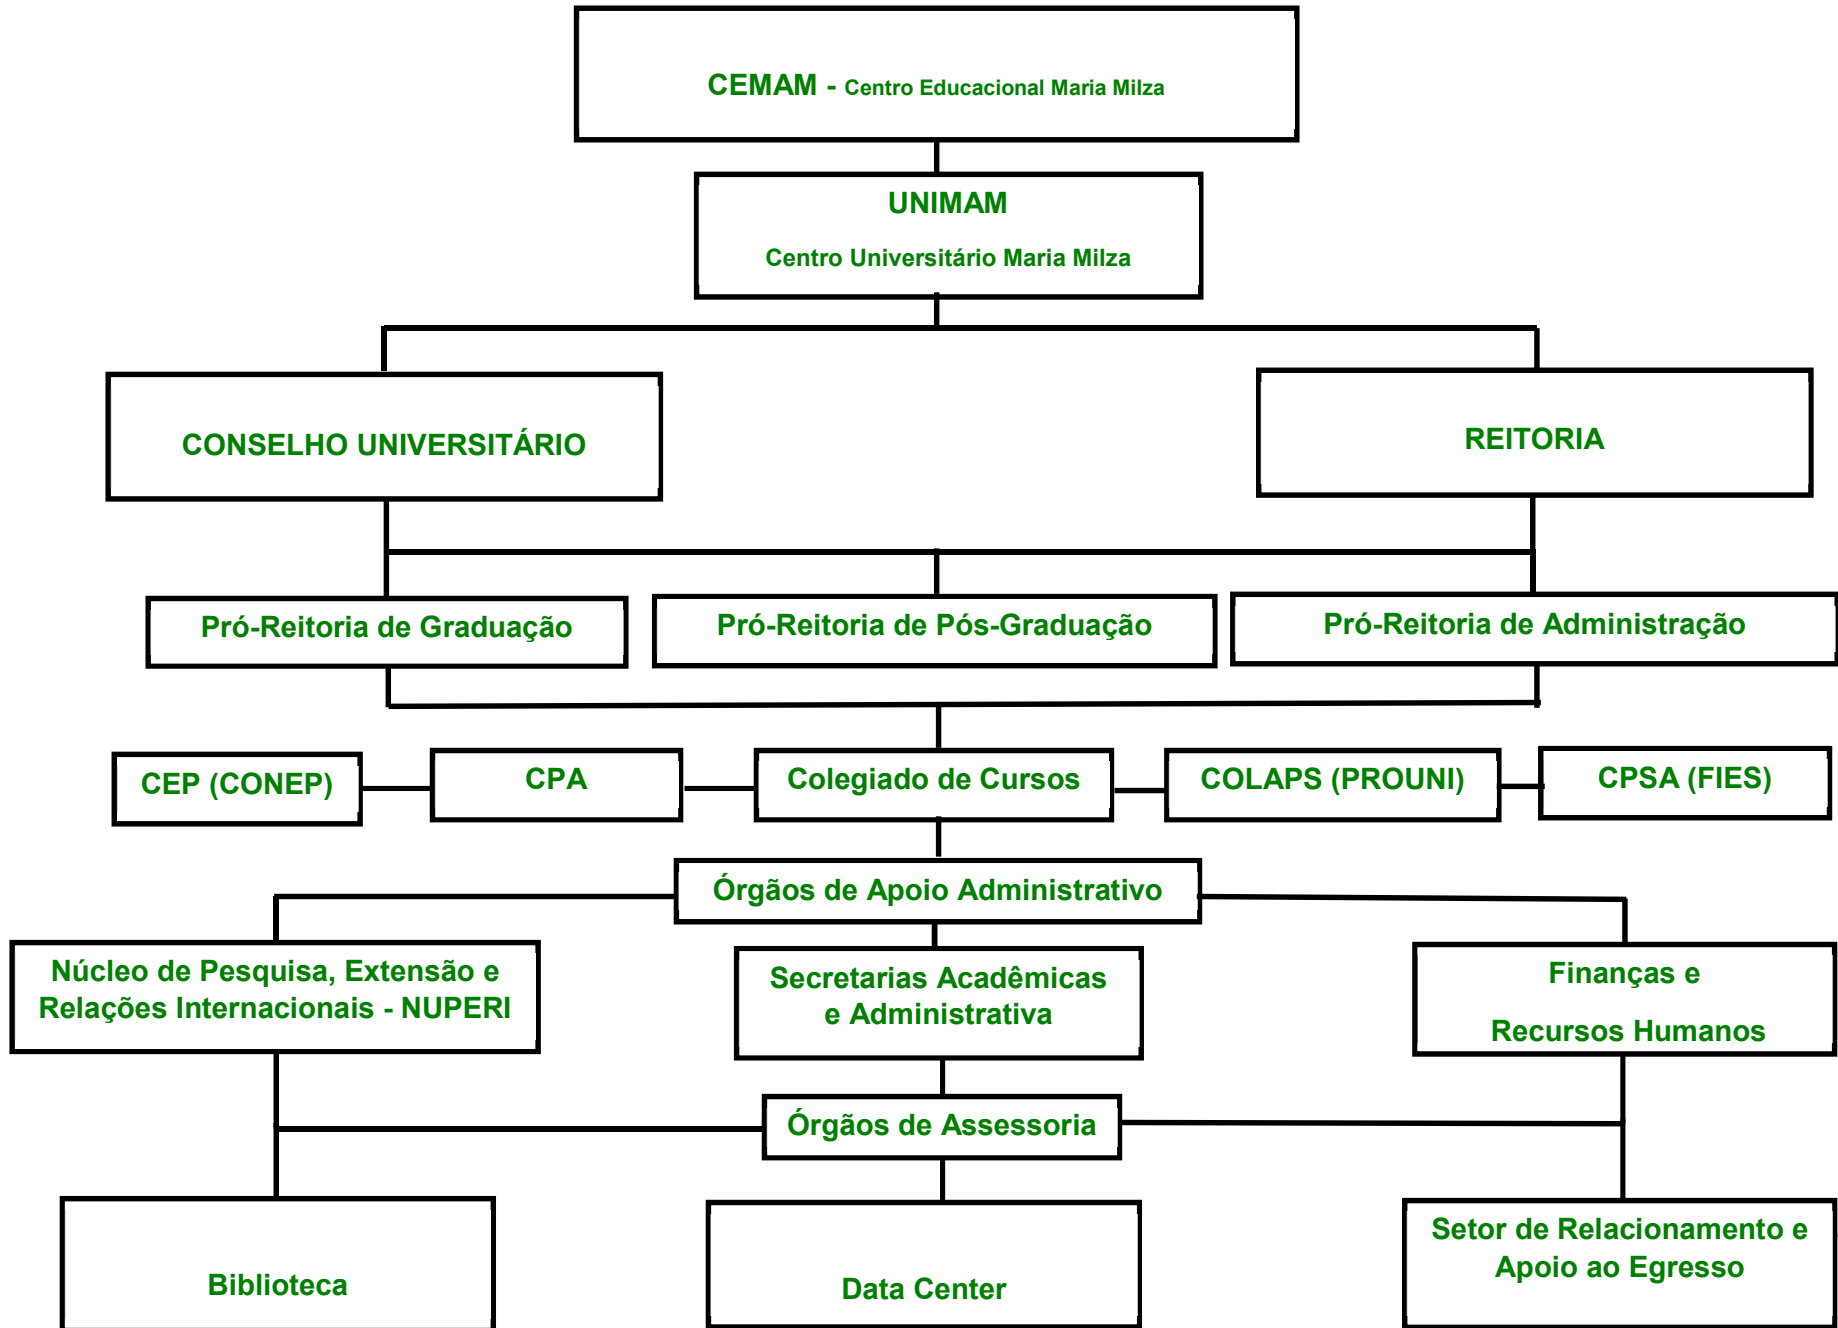 CEMAM - Centro Educacional Maria Milza
UNIMAM
Centro Universitário Maria Milza
CONSELHO UNIVERSITÁRIO
REITORIA
Pró-Reitoria de Graduação
Pró-Reitoria de Pós-Graduação
Pró-Reitoria de Administração
CEP (CONEP)
CPA
Colegiado de Cursos
COLAPS (PROUNI)
CPSA (FIES)
Órgãos de Apoio Administrativo
Núcleo de Pesquisa, Extensão e
Relações Internacionais - NUPERI
Secretarias Acadêmicas
e Administrativa
Finanças e
Recursos Humanos
Órgãos de Assessoria
Biblioteca
Data Center
Setor de Relacionamento e
Apoio ao Egresso